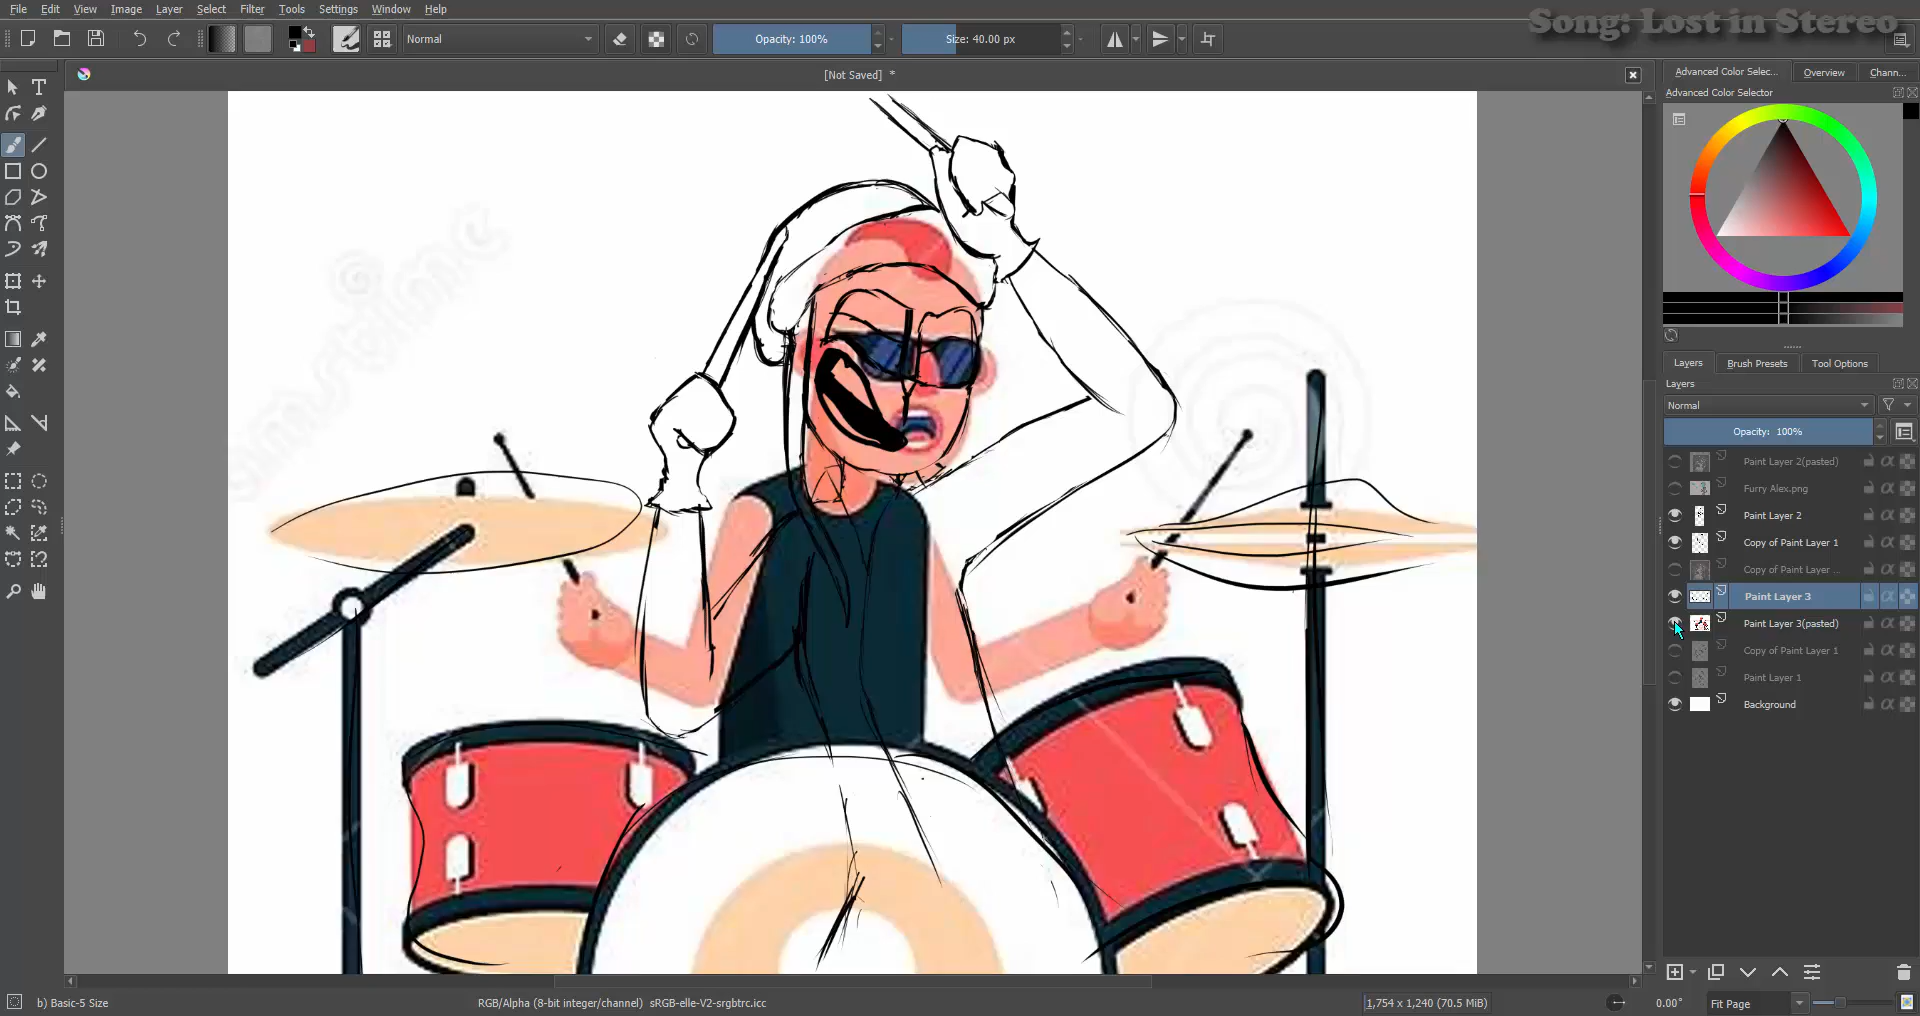 File Edit View Image Layer Select Filter Tools Settings Window Help
Song: Lost in Stereo
Normal
Opacity: 100%
Size: 40.00 px
[Not Saved] *
Advanced Color Selec... Overview Chann...
Advanced Color Selector
Layers Brush Presets Tool Options
Layers
Normal
Opacity: 100%
Paint Layer 2(pasted)
Furry Alex.png
Paint Layer 2
Copy of Paint Layer 1
Copy of Paint Layer ...
Paint Layer 3
Paint Layer 3(pasted)
Copy of Paint Layer 1
Paint Layer 1
Background
b) Basic-5 Size
RGB/Alpha (8-bit integer/channel) sRGB-elle-V2-srgbtrc.icc
1,754 x 1,240 (70.5 MiB)
0.00°
Fit Page